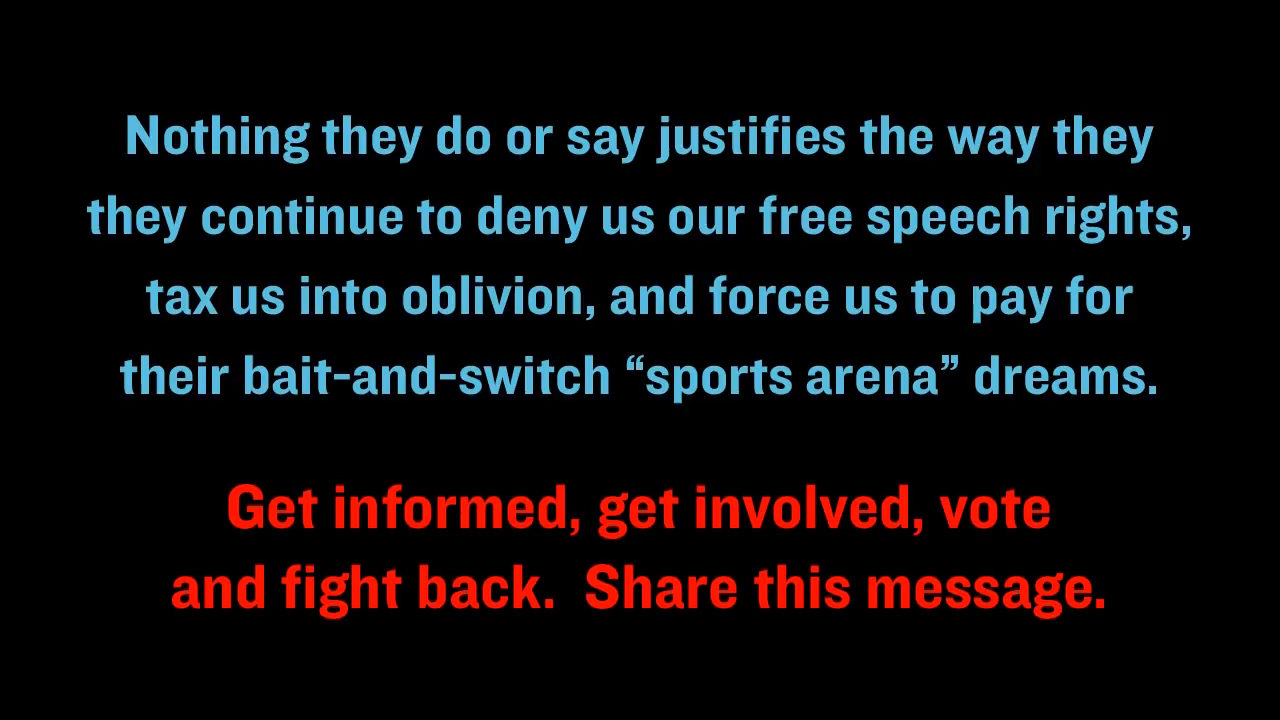 Nothing they do or say justifies the way they
they continue to deny us our free speech rights,
tax us into oblivion, and force us to pay for
their bait-and-switch “sports arena” dreams.
Get informed, get involved, vote
and fight back.  Share this message.